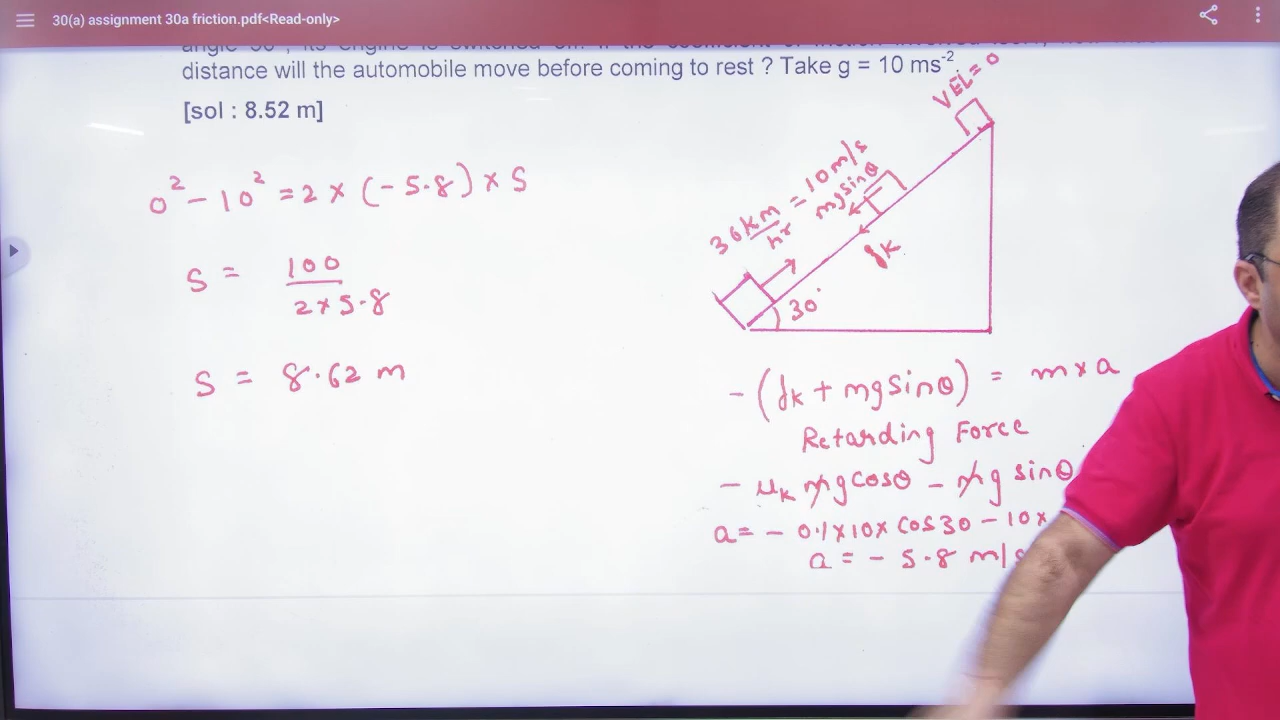 30(a) assignment 30a friction.pdf<Read-only>
distance will the automobile move before coming to rest ? Take g = 10 ms⁻².
[sol : 8.52 m]
0² - 10² = 2 × (-5.8) × S
S = 100 / 2×5.8
S = 8.62 m
VEL = 0
36 km/hr = 10 m/s
mg sinθ
fk
30°
-(fk + mg sinθ) = m × a
Retarding Force
- μk mg cosθ - mg sinθ
a = - 0.1×10× cos30 - 10×
a = - 5.8 m/s